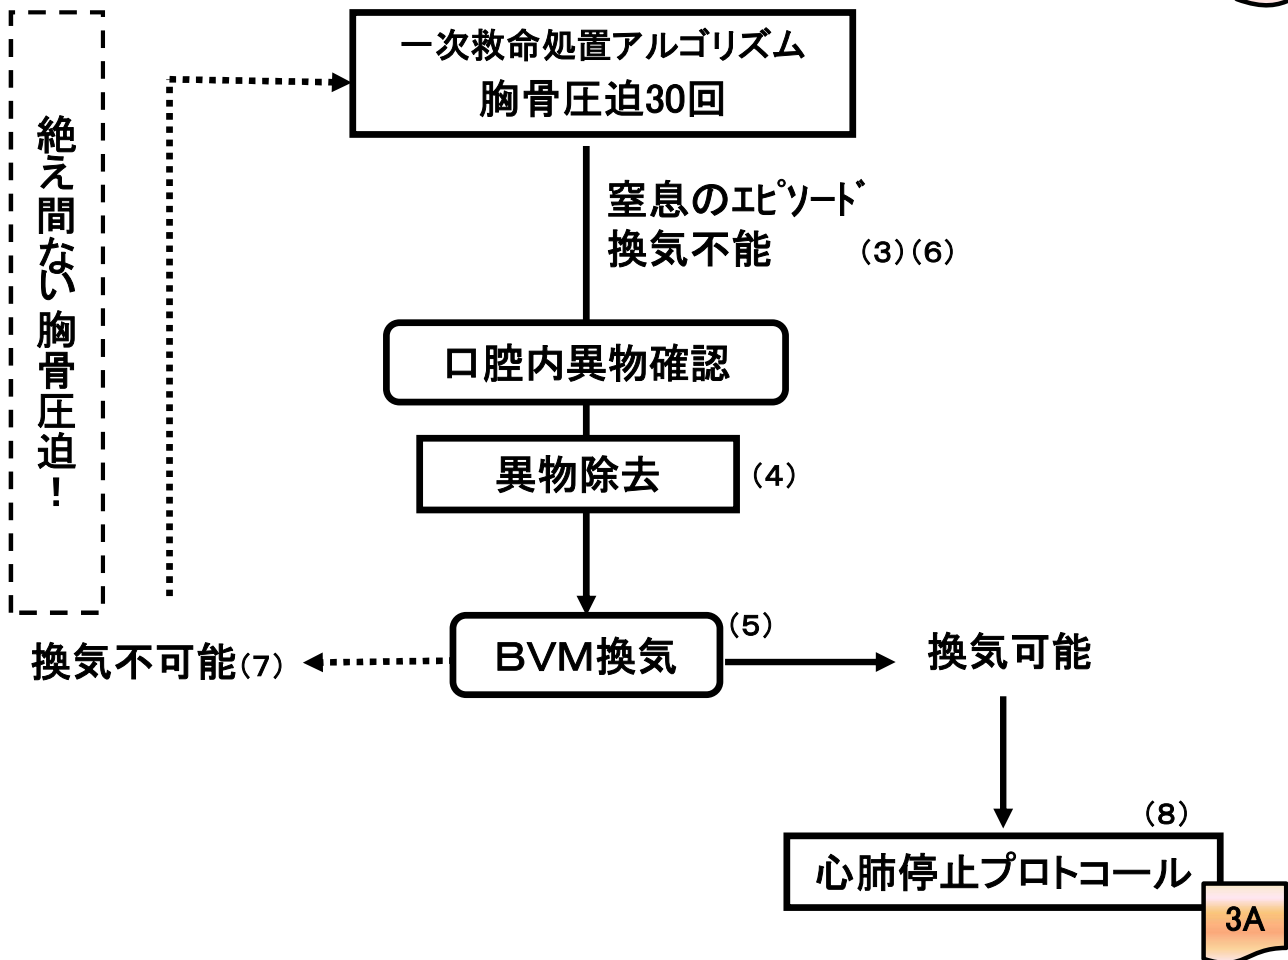 一次救命処置アルゴリズム
胸骨圧迫30回
絶え間ない胸骨圧迫！
窒息のｴﾋﾟｿｰﾄﾞ
換気不能 （３）（６）
口腔内異物確認
異物除去 （４）
ＢＶＭ換気 （５）
換気不可能（７）
換気可能
（８）
心肺停止プロトコール
3A